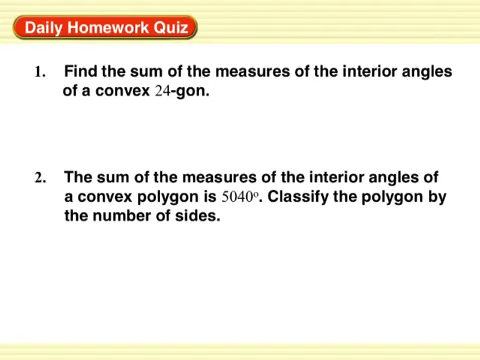 Daily Homework Quiz
1. Find the sum of the measures of the interior angles
of a convex 24-gon.
2. The sum of the measures of the interior angles of
a convex polygon is 5040º. Classify the polygon by
the number of sides.